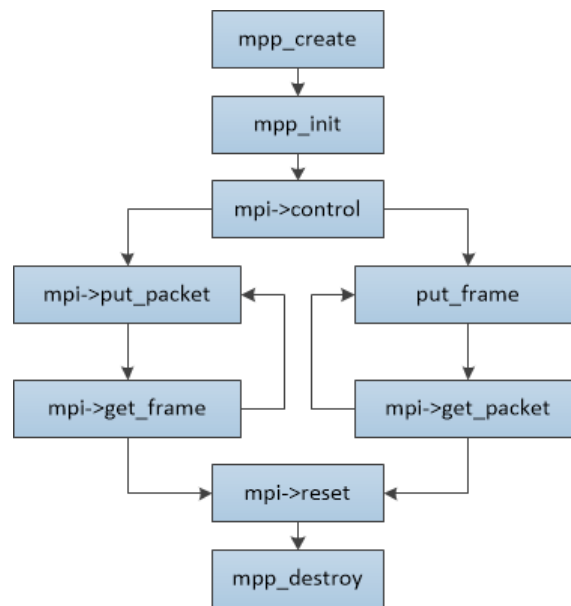 mpp_create
mpp_init
mpi->control
mpi->put_packet
put_frame
mpi->get_frame
mpi->get_packet
mpi->reset
mpp_destroy